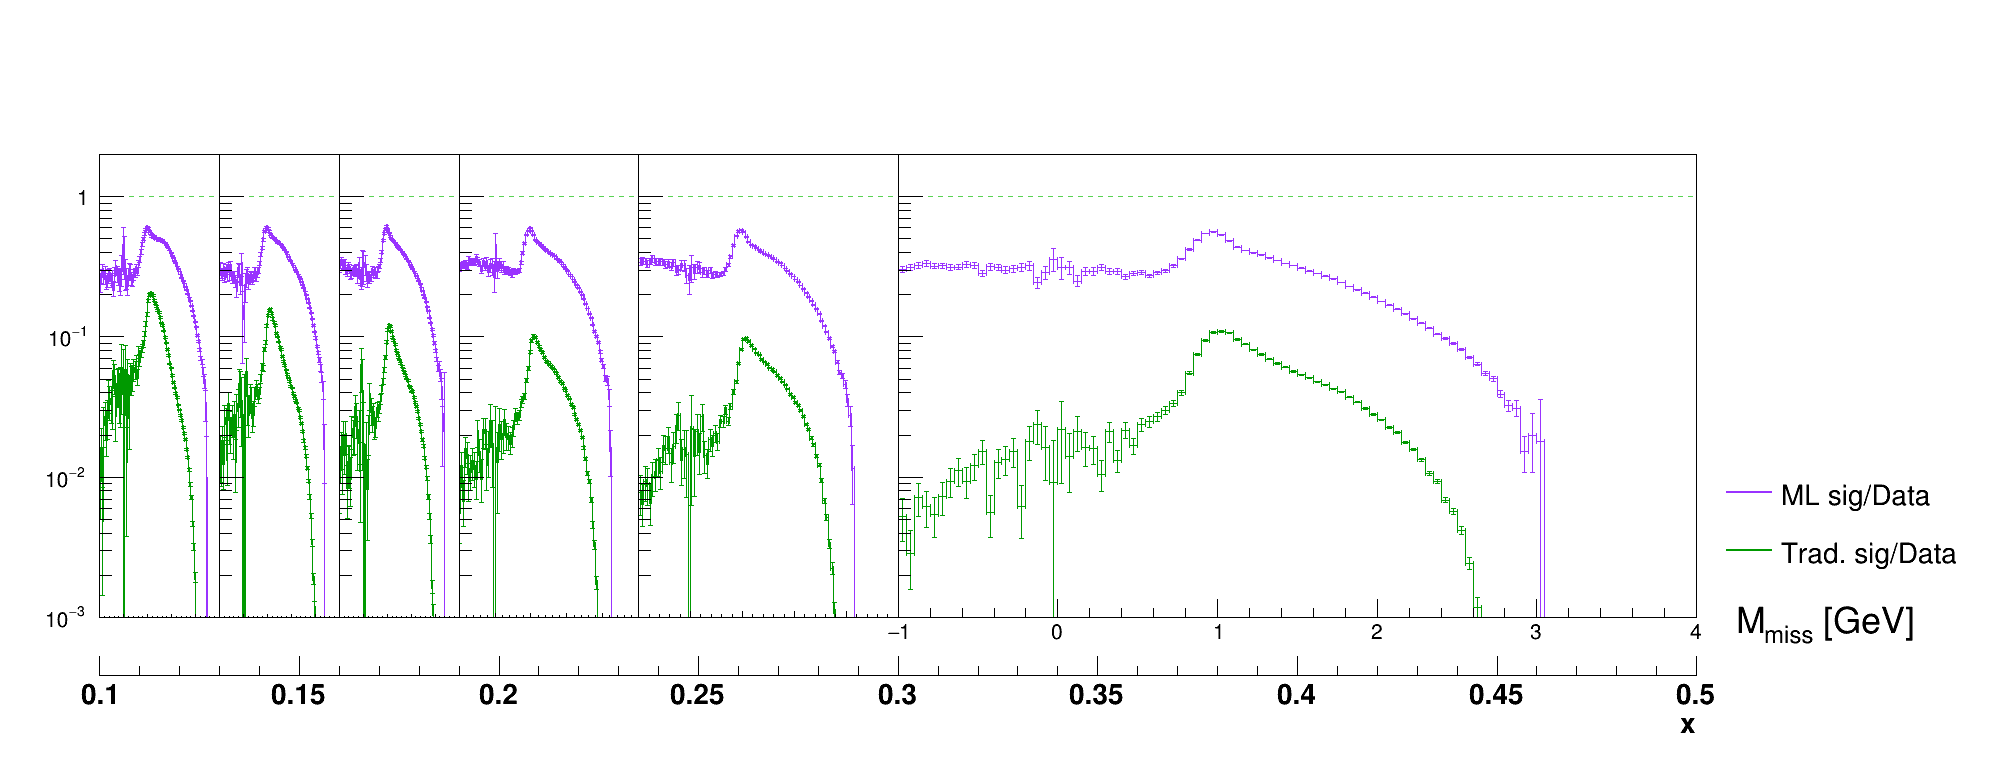 1
10⁻¹
10⁻²
10⁻³
ML sig/Data
Trad. sig/Data
−1 0 1 2 3 4
Mmiss [GeV]
0.1 0.15 0.2 0.25 0.3 0.35 0.4 0.45 0.5
x